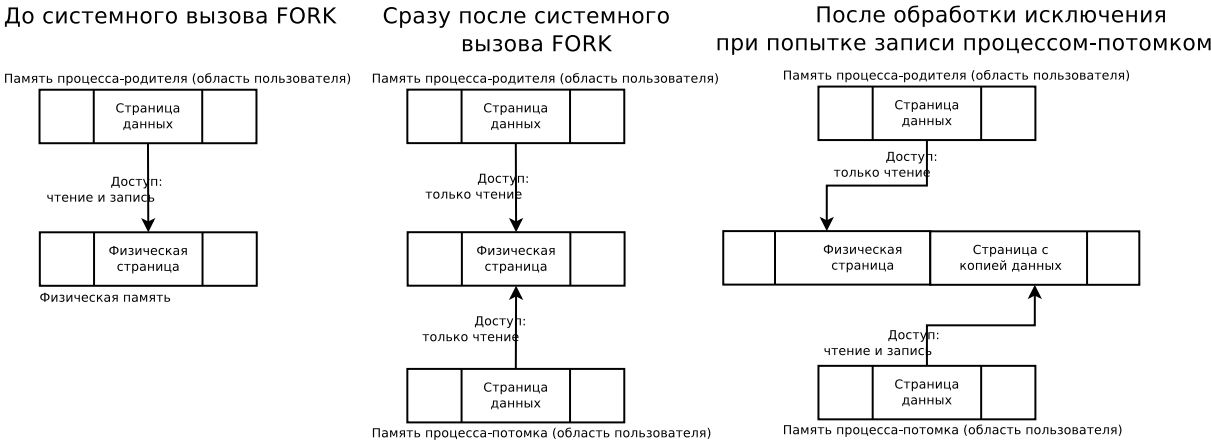 До системного вызова FORK
Память процесса-родителя (область пользователя)
Страница
данных
Доступ:
чтение и запись
Физическая
страница
Физическая память
Сразу после системного
вызова FORK
Память процесса-родителя (область пользователя)
Страница
данных
Доступ:
только чтение
Физическая
страница
Доступ:
только чтение
Страница
данных
Память процесса-потомка (область пользователя)
После обработки исключения
при попытке записи процессом-потомком
Память процесса-родителя (область пользователя)
Страница
данных
Доступ:
только чтение
Физическая
страница
Страница с
копией данных
Доступ:
чтение и запись
Страница
данных
Память процесса-потомка (область пользователя)